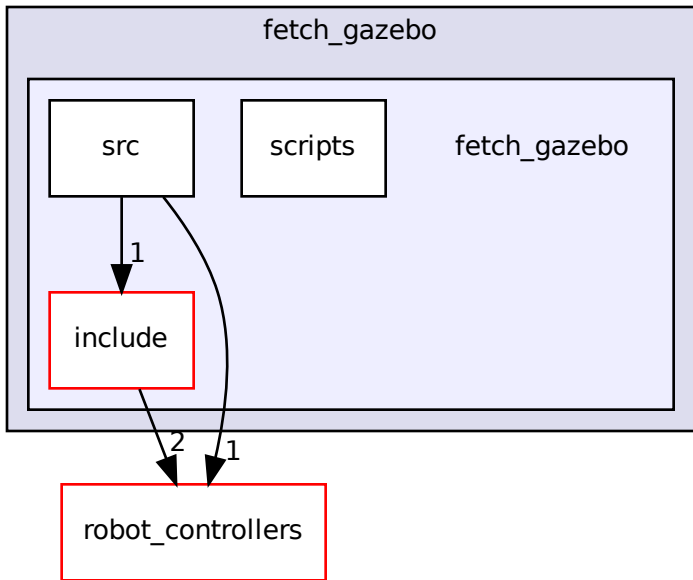 fetch_gazebo
src
scripts
fetch_gazebo
1
include
2
1
robot_controllers